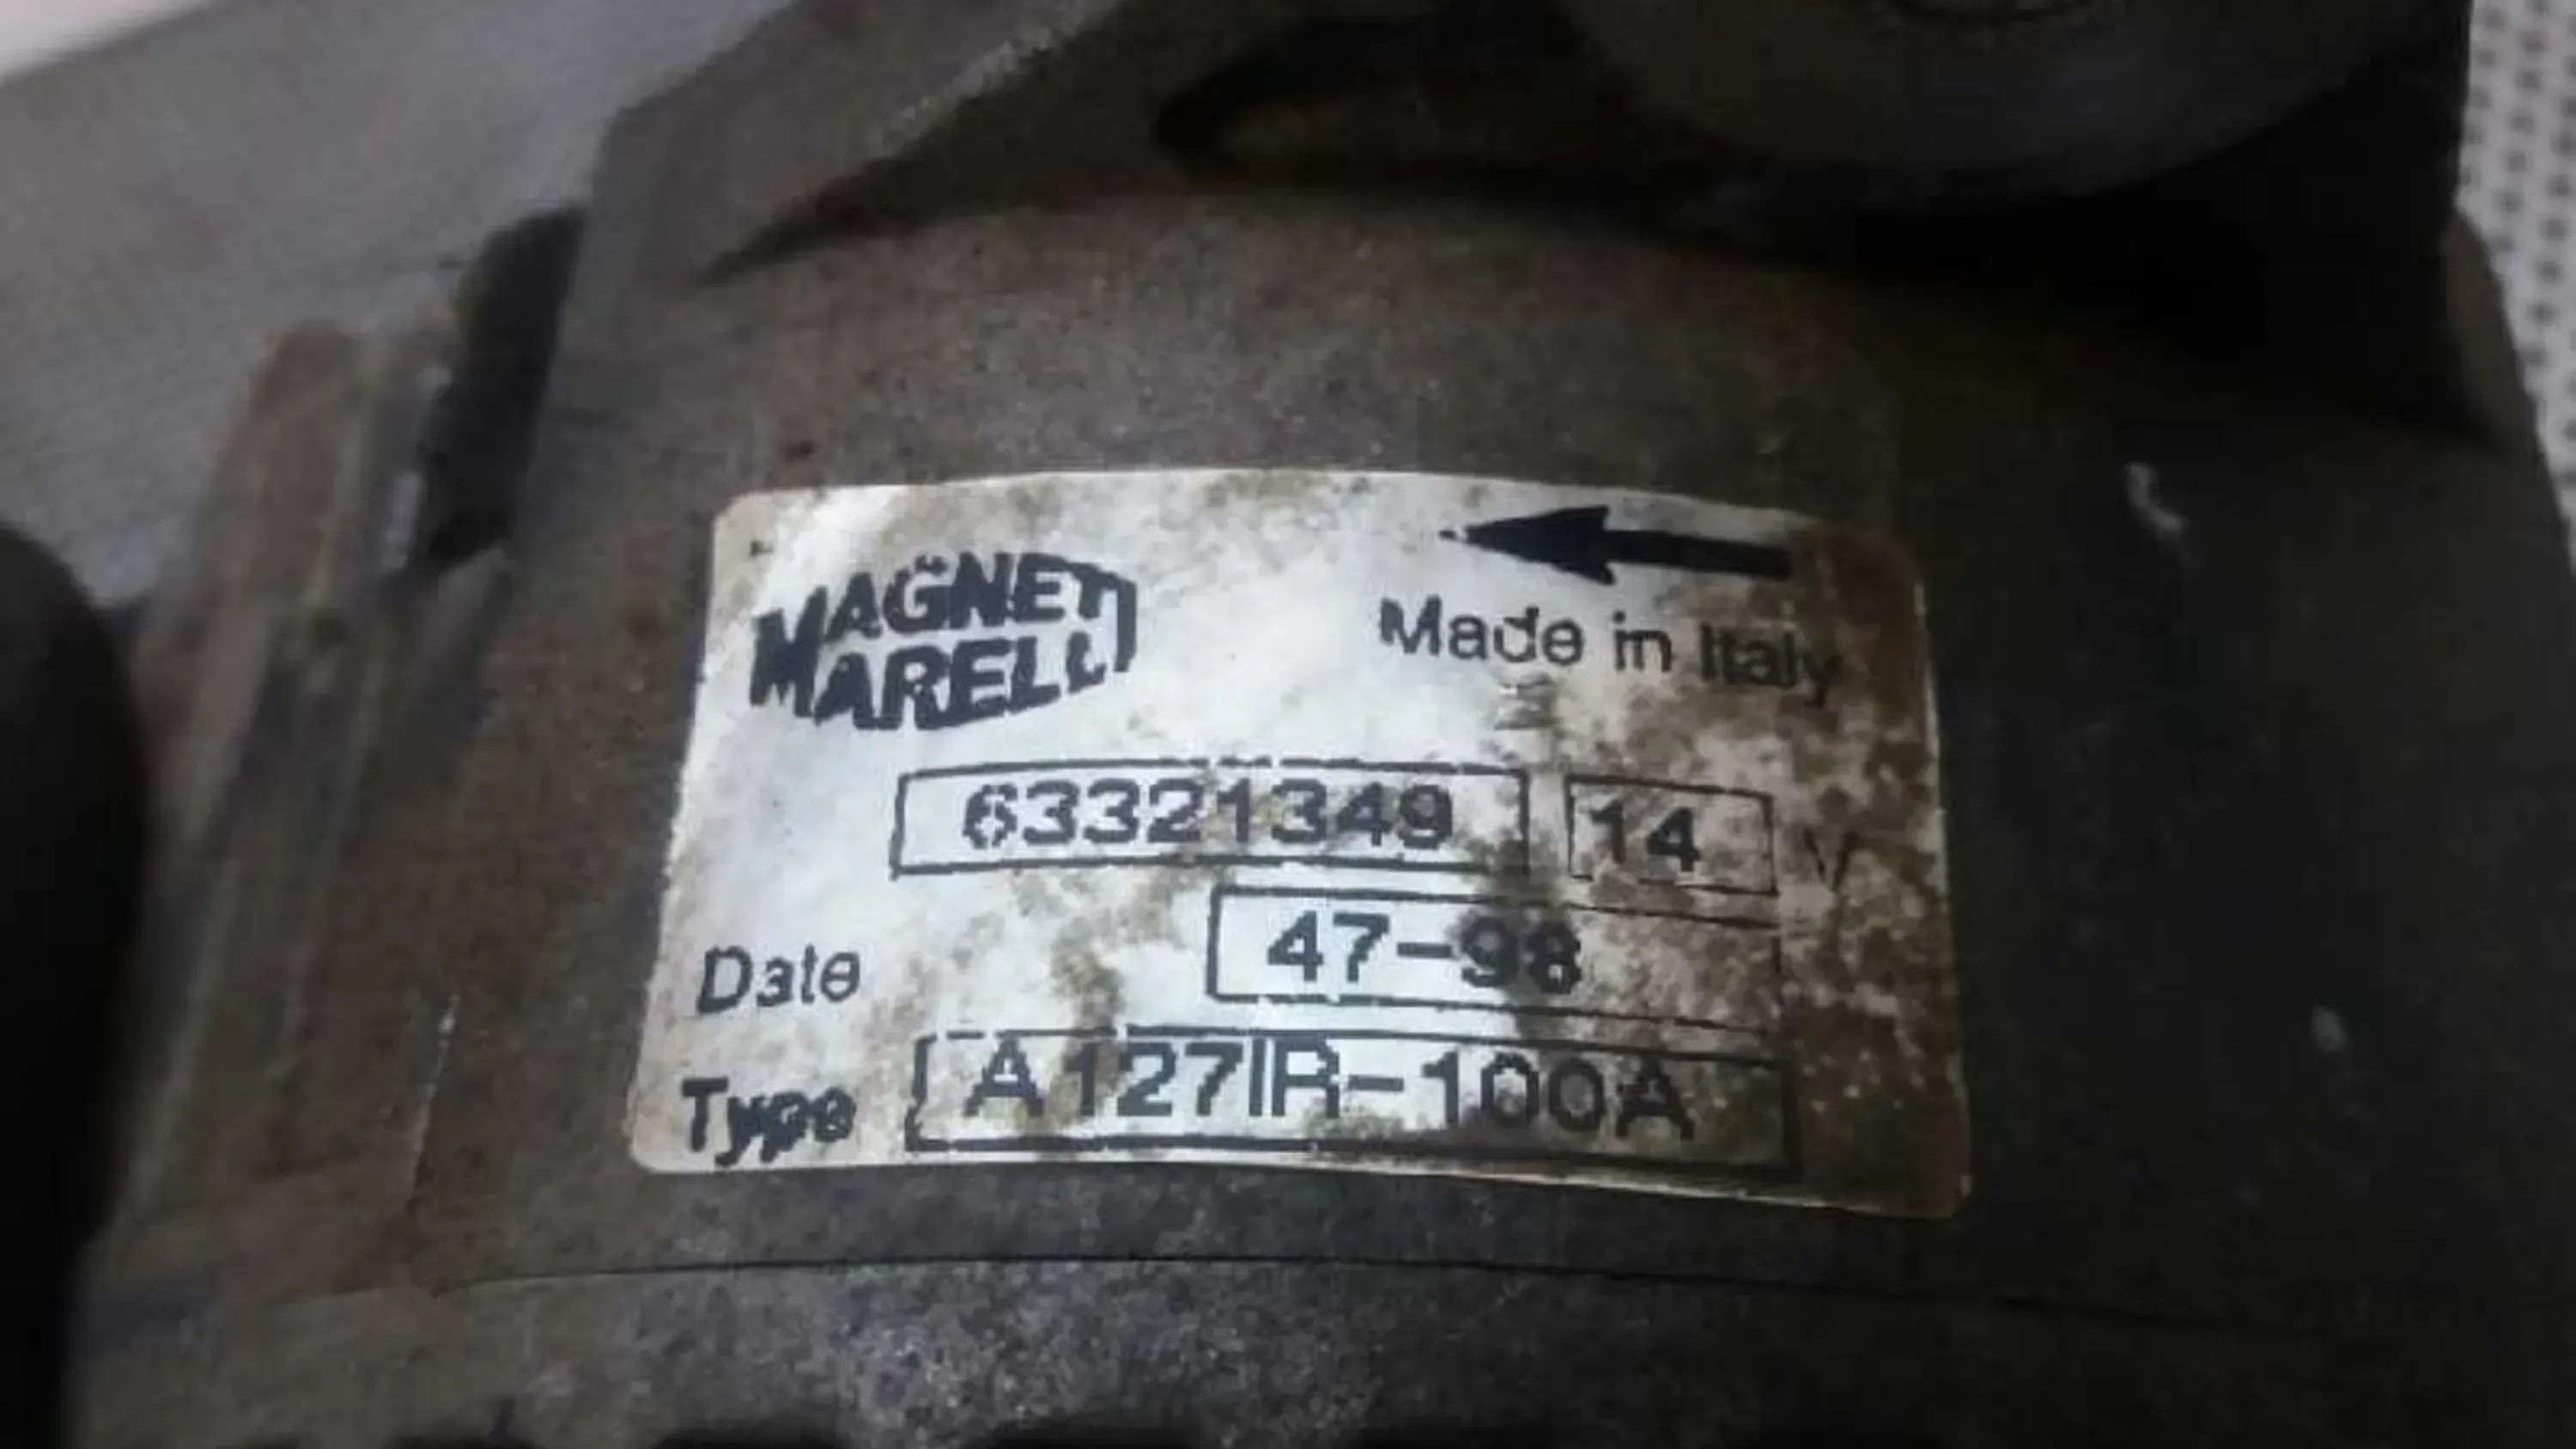 MAGNETI
MARELLI
Made in Italy
63321349 14 V
Date 47-98
Type A127IR-100A